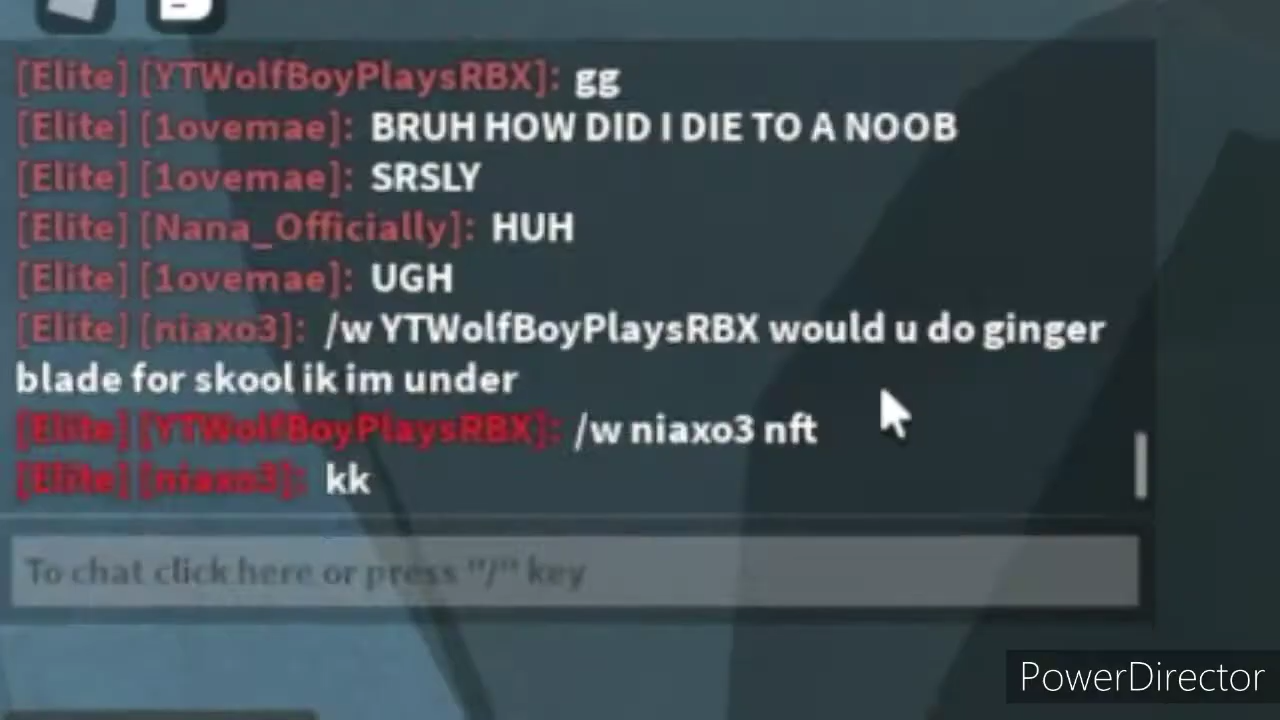 [Elite] [YTWolfBoyPlaysRBX]: gg
[Elite] [1ovemae]: BRUH HOW DID I DIE TO A NOOB
[Elite] [1ovemae]: SRSLY
[Elite] [Nana_Officially]: HUH
[Elite] [1ovemae]: UGH
[Elite] [niaxo3]: /w YTWolfBoyPlaysRBX would u do ginger
blade for skool ik im under
[Elite] [YTWolfBoyPlaysRBX]: /w niaxo3 nft
[Elite] [niaxo3]: kk
To chat click here or press "/" key
PowerDirector